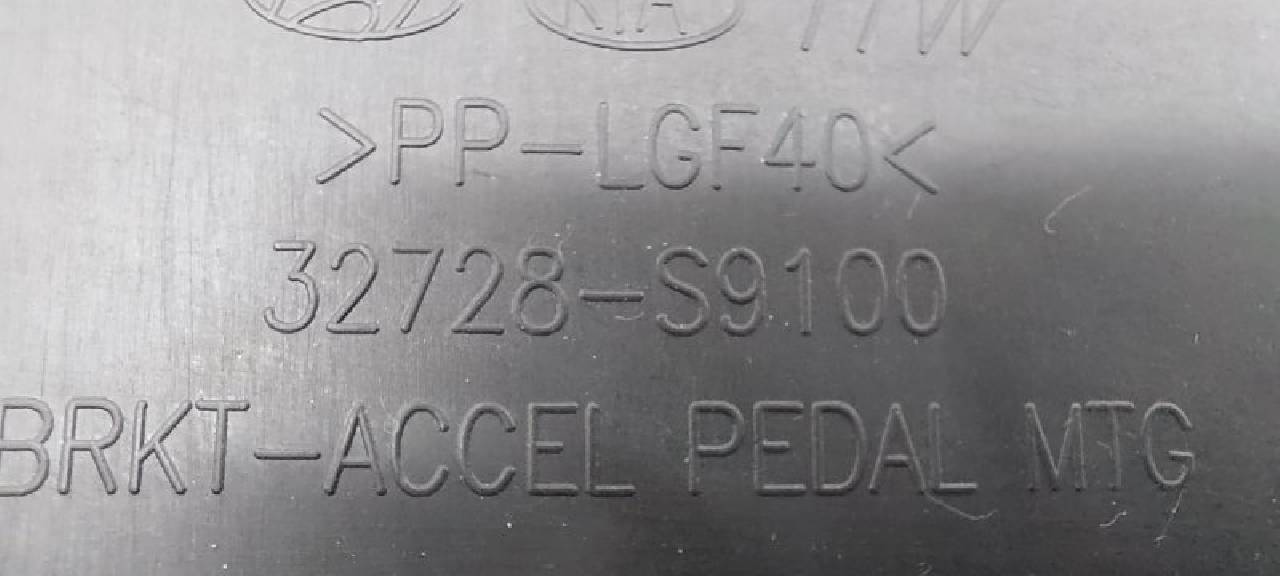 KIA
>PP-LGF40<
32728-S9100
BRKT-ACCEL PEDAL MTG